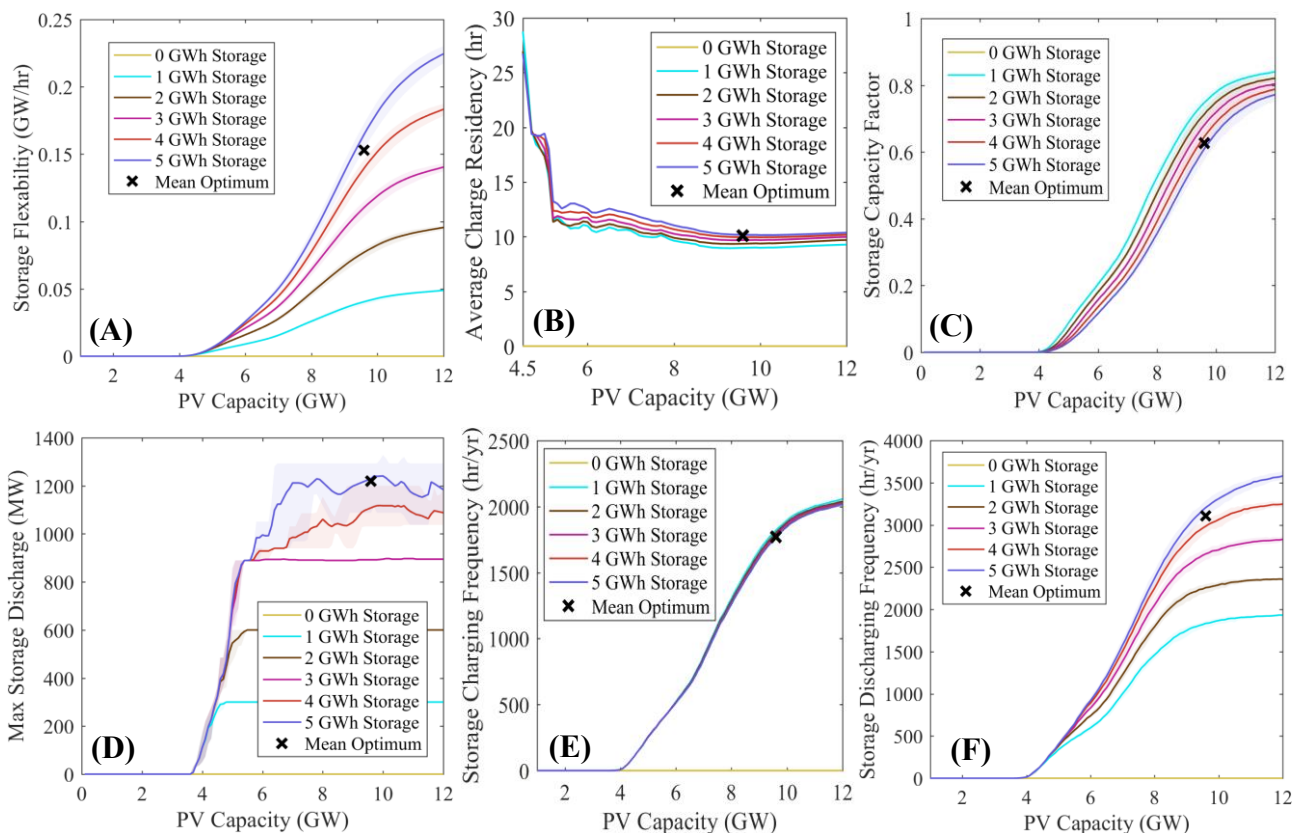 (A)
Storage Flexability (GW/hr)
0.25
0.2
0.15
0.1
0.05
0
0 GWh Storage
1 GWh Storage
2 GWh Storage
3 GWh Storage
4 GWh Storage
5 GWh Storage
Mean Optimum
2 4 6 8 10 12
PV Capacity (GW)
(B)
Average Charge Residency (hr)
30
25
20
15
10
5
0
0 GWh Storage
1 GWh Storage
2 GWh Storage
3 GWh Storage
4 GWh Storage
5 GWh Storage
Mean Optimum
4.5 6 8 10 12
PV Capacity (GW)
(C)
Storage Capacity Factor
1
0.8
0.6
0.4
0.2
0
0 GWh Storage
1 GWh Storage
2 GWh Storage
3 GWh Storage
4 GWh Storage
5 GWh Storage
Mean Optimum
0 2 4 6 8 10 12
PV Capacity (GW)
(D)
Max Storage Discharge (MW)
1400
1200
1000
800
600
400
200
0
0 GWh Storage
1 GWh Storage
2 GWh Storage
3 GWh Storage
4 GWh Storage
5 GWh Storage
Mean Optimum
0 2 4 6 8 10 12
PV Capacity (GW)
(E)
Storage Charging Frequency (hr/yr)
2500
2000
1500
1000
500
0
0 GWh Storage
1 GWh Storage
2 GWh Storage
3 GWh Storage
4 GWh Storage
5 GWh Storage
Mean Optimum
2 4 6 8 10 12
PV Capacity (GW)
(F)
Storage Discharging Frequency (hr/yr)
4000
3500
3000
2500
2000
1500
1000
500
0
0 GWh Storage
1 GWh Storage
2 GWh Storage
3 GWh Storage
4 GWh Storage
5 GWh Storage
Mean Optimum
2 4 6 8 10 12
PV Capacity (GW)